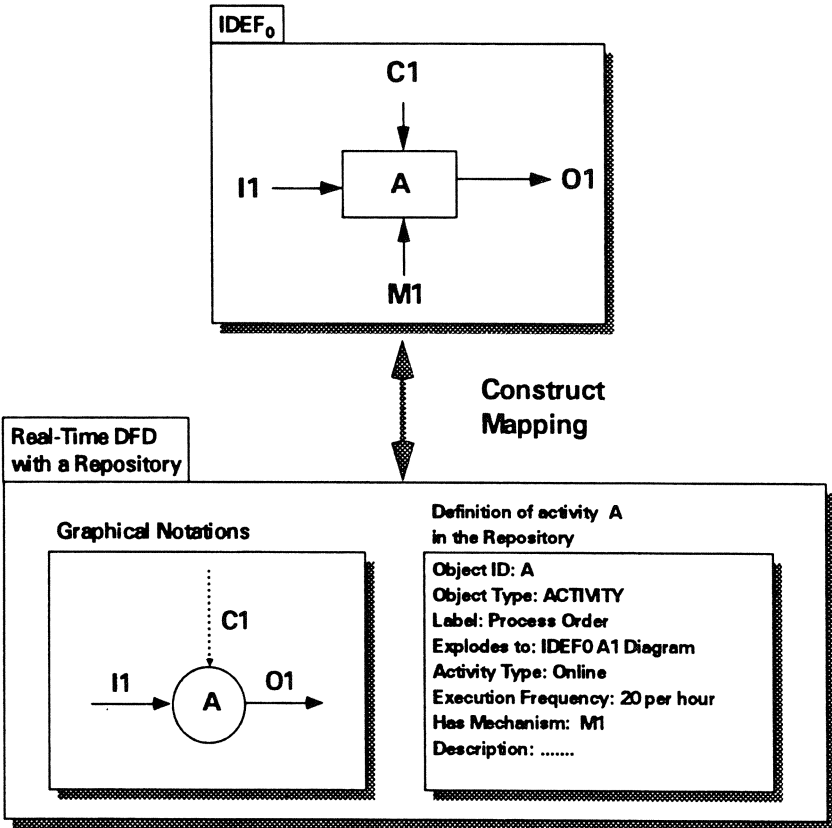 IDEF0
C1
I1
A
O1
M1
Construct
Mapping
Real-Time DFD
with a Repository
Graphical Notations
C1
I1
A
O1
Definition of activity A
in the Repository
Object ID: A
Object Type: ACTIVITY
Label: Process Order
Explodes to: IDEF0 A1 Diagram
Activity Type: Online
Execution Frequency: 20 per hour
Has Mechanism: M1
Description: .......